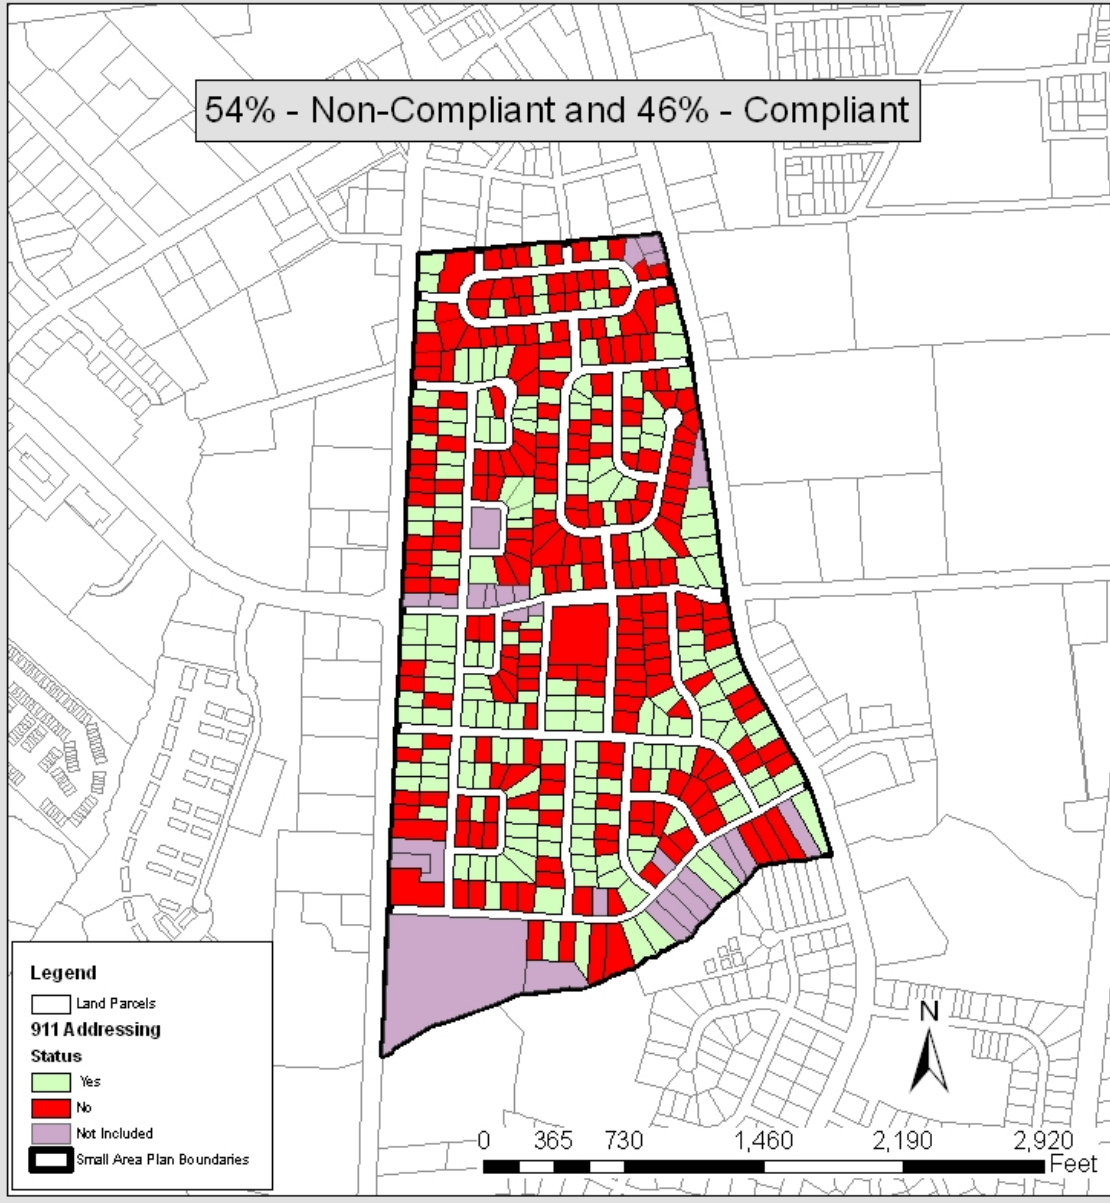 54% - Non-Compliant and 46% - Compliant
Legend
Land Parcels
911 Addressing
Status
Yes
No
Not Included
Small Area Plan Boundaries
N
0 365 730 1,460 2,190 2,920
Feet